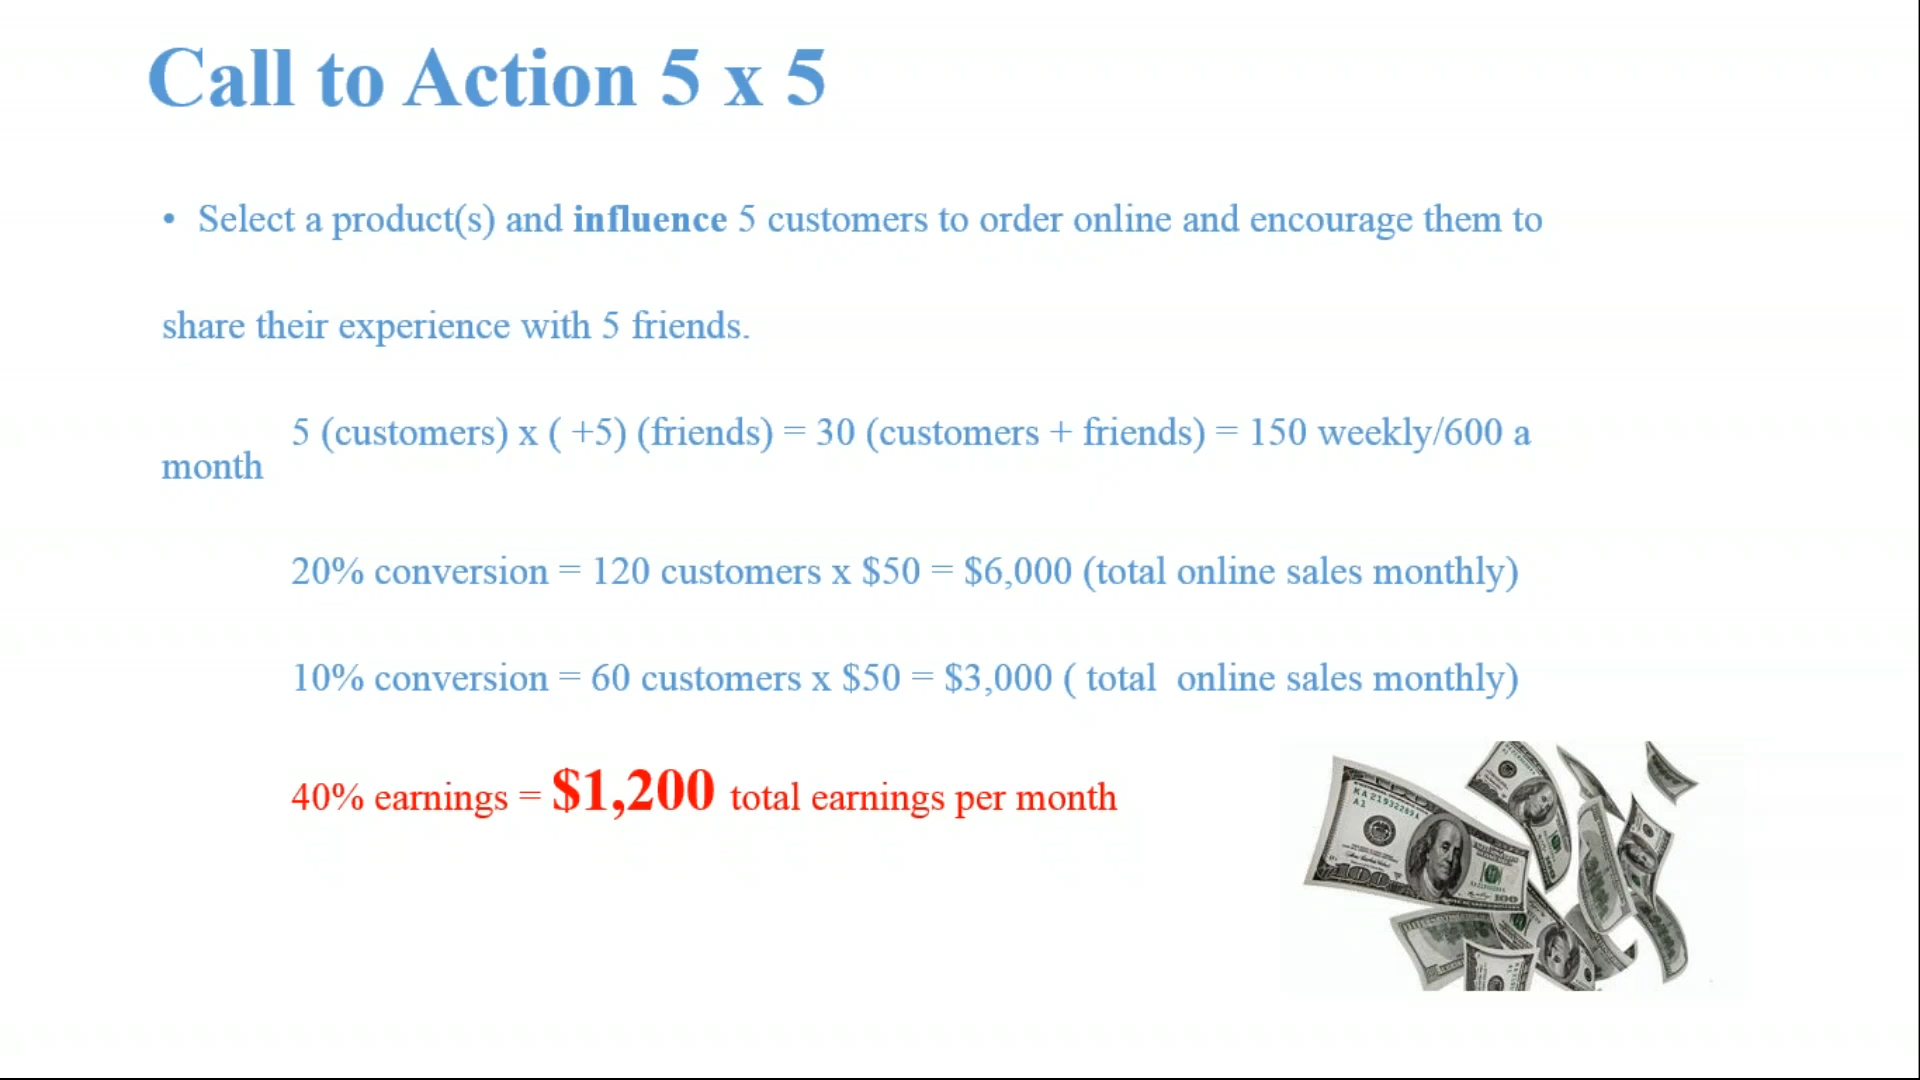 Call to Action 5 x 5
• Select a product(s) and influence 5 customers to order online and encourage them to
share their experience with 5 friends.
5 (customers) x ( +5) (friends) = 30 (customers + friends) = 150 weekly/600 a
month
20% conversion = 120 customers x $50 = $6,000 (total online sales monthly)
10% conversion = 60 customers x $50 = $3,000 ( total  online sales monthly)
40% earnings = $1,200 total earnings per month
100
100